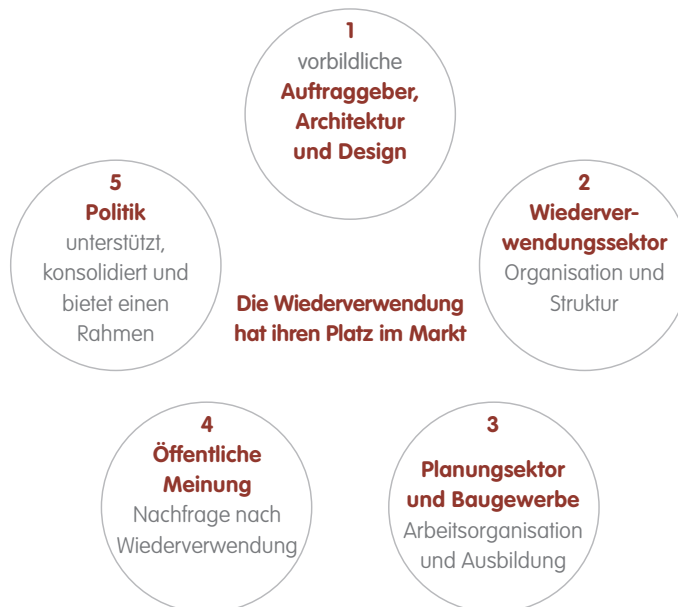 1
vorbildliche
Auftraggeber,
Architektur
und Design
2
Wiederver-
wendungssektor
Organisation und
Struktur
3
Planungsektor
und Baugewerbe
Arbeitsorganisation
und Ausbildung
4
Öffentliche
Meinung
Nachfrage nach
Wiederverwendung
5
Politik
unterstützt,
konsolidiert und
bietet einen
Rahmen
Die Wiederverwendung
hat ihren Platz im Markt